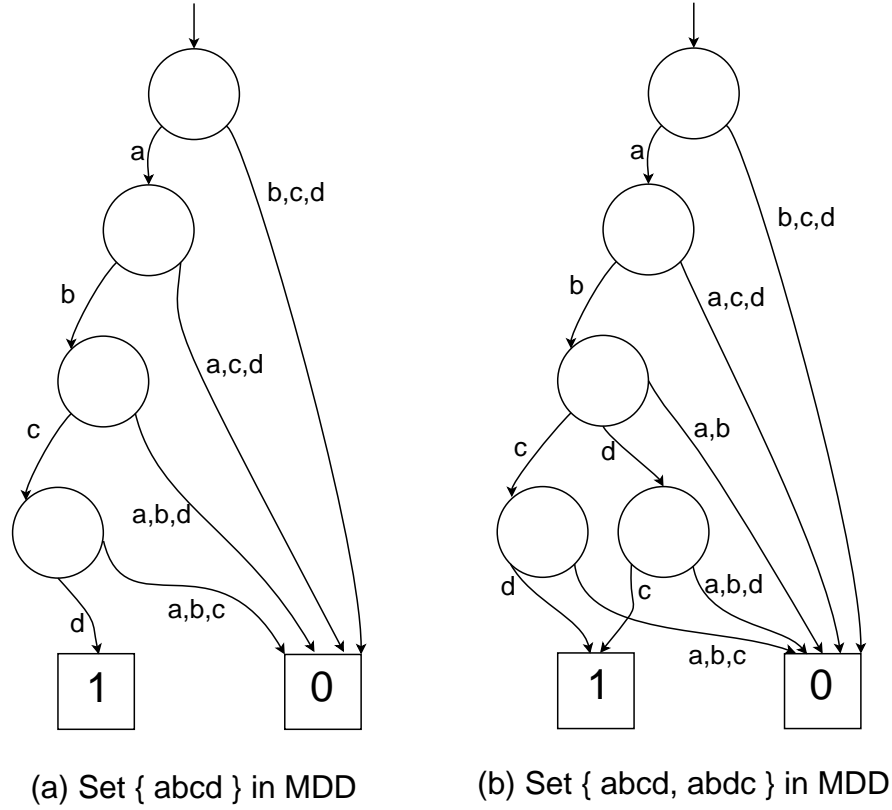 a
b,c,d
b
a,c,d
c
a,b,d
d
a,b,c
1
0
(a) Set { abcd } in MDD
a
b,c,d
b
a,c,d
c
d
a,b
d
c
a,b,d
a,b,c
1
0
(b) Set { abcd, abdc } in MDD